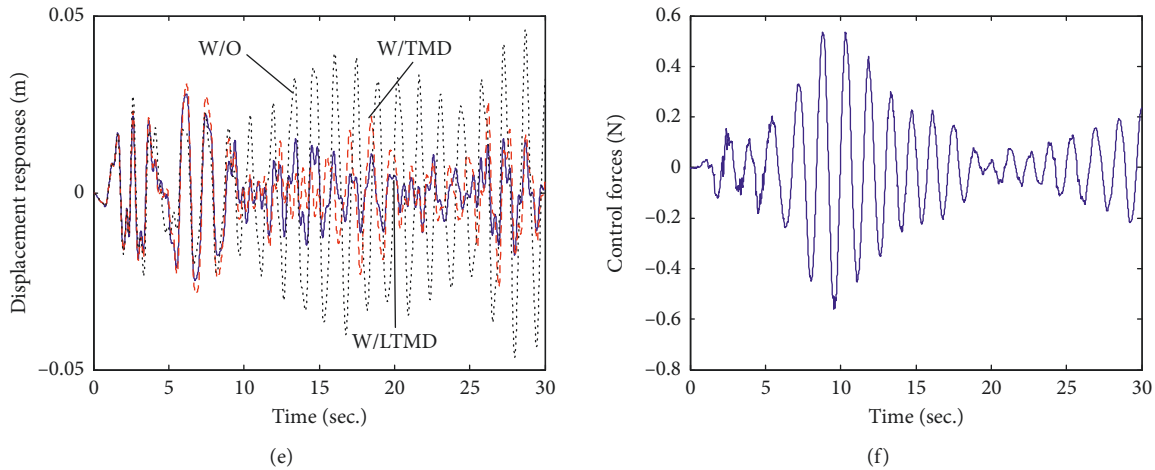 Displacement responses (m)
0.05
0
−0.05
W/O
W/TMD
W/LTMD
0 5 10 15 20 25 30
Time (sec.)
(e)
Control forces (N)
0.6
0.4
0.2
0
−0.2
−0.4
−0.6
−0.8
0 5 10 15 20 25 30
Time (sec.)
(f)